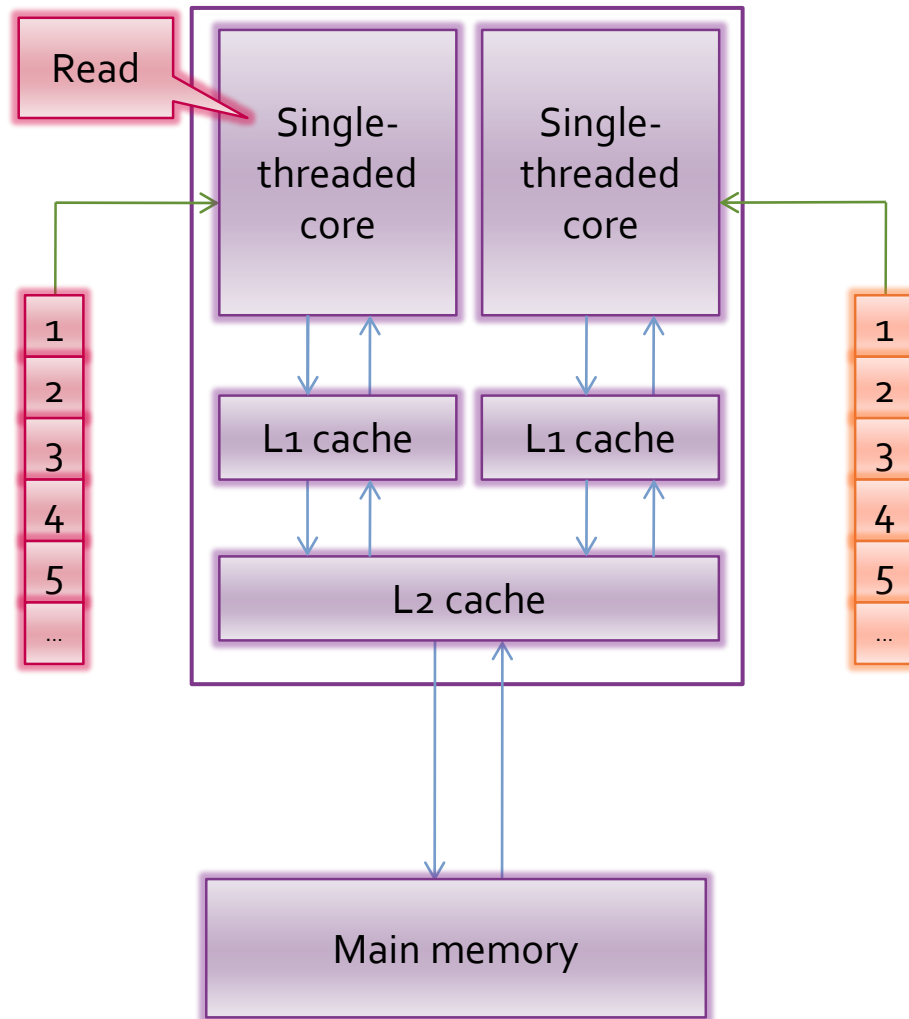 Read
Single-
threaded
core
Single-
threaded
core
1
2
3
4
5
...
1
2
3
4
5
...
L1 cache
L1 cache
L2 cache
Main memory